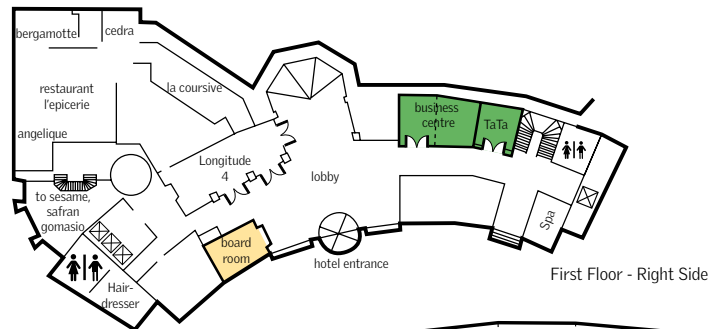 bergamotte
cedra
restaurant
l'epicerie
la coursive
angelique
business
centre
TaTa
Longitude
4
lobby
to sesame,
safran
gomasio
board
room
hotel entrance
Spa
Hair-
dresser
First Floor - Right Side